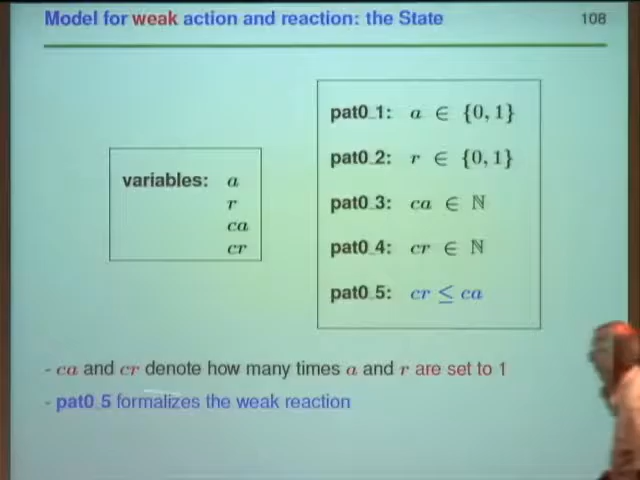 Model for weak action and reaction: the State
108
variables: a
r
ca
cr
pat0_1: a ∈ {0, 1}
pat0_2: r ∈ {0, 1}
pat0_3: ca ∈ ℕ
pat0_4: cr ∈ ℕ
pat0_5: cr ≤ ca
- ca and cr denote how many times a and r are set to 1
- pat0_5 formalizes the weak reaction